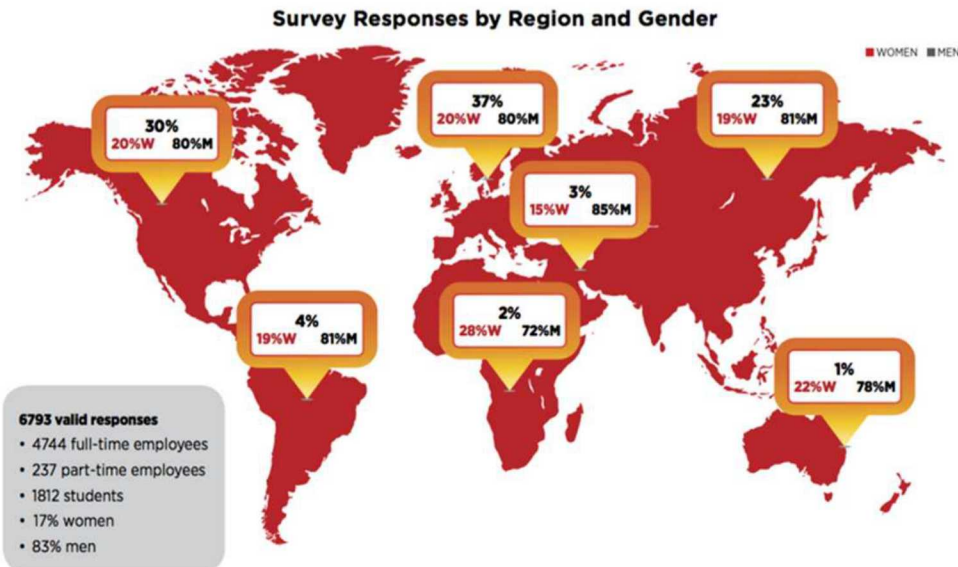 Survey Responses by Region and Gender
WOMEN MEN
30%
20%W 80%M
37%
20%W 80%M
23%
19%W 81%M
3%
15%W 85%M
4%
19%W 81%M
2%
28%W 72%M
1%
22%W 78%M
6793 valid responses
• 4744 full-time employees
• 237 part-time employees
• 1812 students
• 17% women
• 83% men